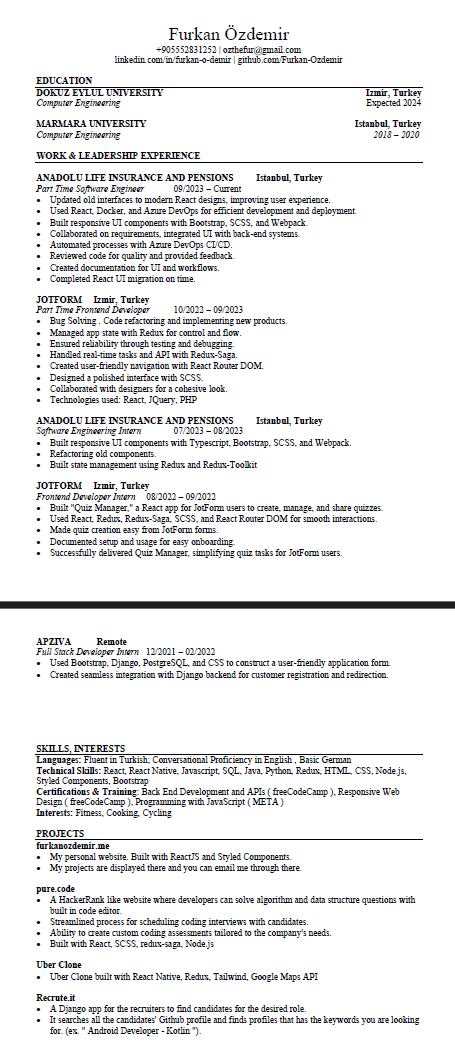 Furkan Özdemir
+905552831252 | ozthefur@gmail.com
linkedin.com/in/furkan-o-demir | github.com/Furkan-Ozdemir
EDUCATION
DOKUZ EYLUL UNIVERSITY Izmir, Turkey
Computer Engineering Expected 2024
MARMARA UNIVERSITY Istanbul, Turkey
Computer Engineering 2018 – 2020
WORK & LEADERSHIP EXPERIENCE
ANADOLU LIFE INSURANCE AND PENSIONS Istanbul, Turkey
Part Time Software Engineer 09/2023 – Current
• Updated old interfaces to modern React designs, improving user experience.
• Used React, Docker, and Azure DevOps for efficient development and deployment.
• Built responsive UI components with Bootstrap, SCSS, and Webpack.
• Collaborated on requirements, integrated UI with back-end systems.
• Automated processes with Azure DevOps CI/CD.
• Reviewed code for quality and provided feedback.
• Created documentation for UI and workflows.
• Completed React UI migration on time.
JOTFORM Izmir, Turkey
Part Time Frontend Developer 10/2022 – 09/2023
• Bug Solving . Code refactoring and implementing new products.
• Managed app state with Redux for control and flow.
• Ensured reliability through testing and debugging.
• Handled real-time tasks and API with Redux-Saga.
• Created user-friendly navigation with React Router DOM.
• Designed a polished interface with SCSS.
• Collaborated with designers for a cohesive look.
• Technologies used: React, JQuery, PHP
ANADOLU LIFE INSURANCE AND PENSIONS Istanbul, Turkey
Software Engineering Intern 07/2023 – 08/2023
• Built responsive UI components with Typescript, Bootstrap, SCSS, and Webpack.
• Refactoring old components.
• Built state management using Redux and Redux-Toolkit
JOTFORM Izmir, Turkey
Frontend Developer Intern 08/2022 – 09/2022
• Built "Quiz Manager," a React app for JotForm users to create, manage, and share quizzes.
• Used React, Redux, Redux-Saga, SCSS, and React Router DOM for smooth interactions.
• Made quiz creation easy from JotForm forms.
• Documented setup and usage for easy onboarding.
• Successfully delivered Quiz Manager, simplifying quiz tasks for JotForm users.
APZIVA Remote
Full Stack Developer Intern 12/2021 – 02/2022
• Used Bootstrap, Django, PostgreSQL, and CSS to construct a user-friendly application form.
• Created seamless integration with Django backend for customer registration and redirection.
SKILLS, INTERESTS
Languages: Fluent in Turkish; Conversational Proficiency in English , Basic German
Technical Skills: React, React Native, Javascript, SQL, Java, Python, Redux, HTML, CSS, Node.js,
Styled Components, Bootstrap
Certifications & Training: Back End Development and APIs ( freeCodeCamp ), Responsive Web
Design ( freeCodeCamp ), Programming with JavaScript ( META )
Interests: Fitness, Cooking, Cycling
PROJECTS
furkanozdemir.me
• My personal website. Built with ReactJS and Styled Components.
• My projects are displayed there and you can email me through there.
pure.code
• A HackerRank like website where developers can solve algorithm and data structure questions with
built in code editor.
• Streamlined process for scheduling coding interviews with candidates.
• Ability to create custom coding assessments tailored to the company's needs.
• Built with React, SCSS, redux-saga, Node.js
Uber Clone
• Uber Clone built with React Native, Redux, Tailwind, Google Maps API
Recrute.it
• A Django app for the recruiters to find candidates for the desired role.
• It searches all the candidates' Github profile and finds profiles that has the keywords you are looking
for. (ex. " Android Developer - Kotlin ").